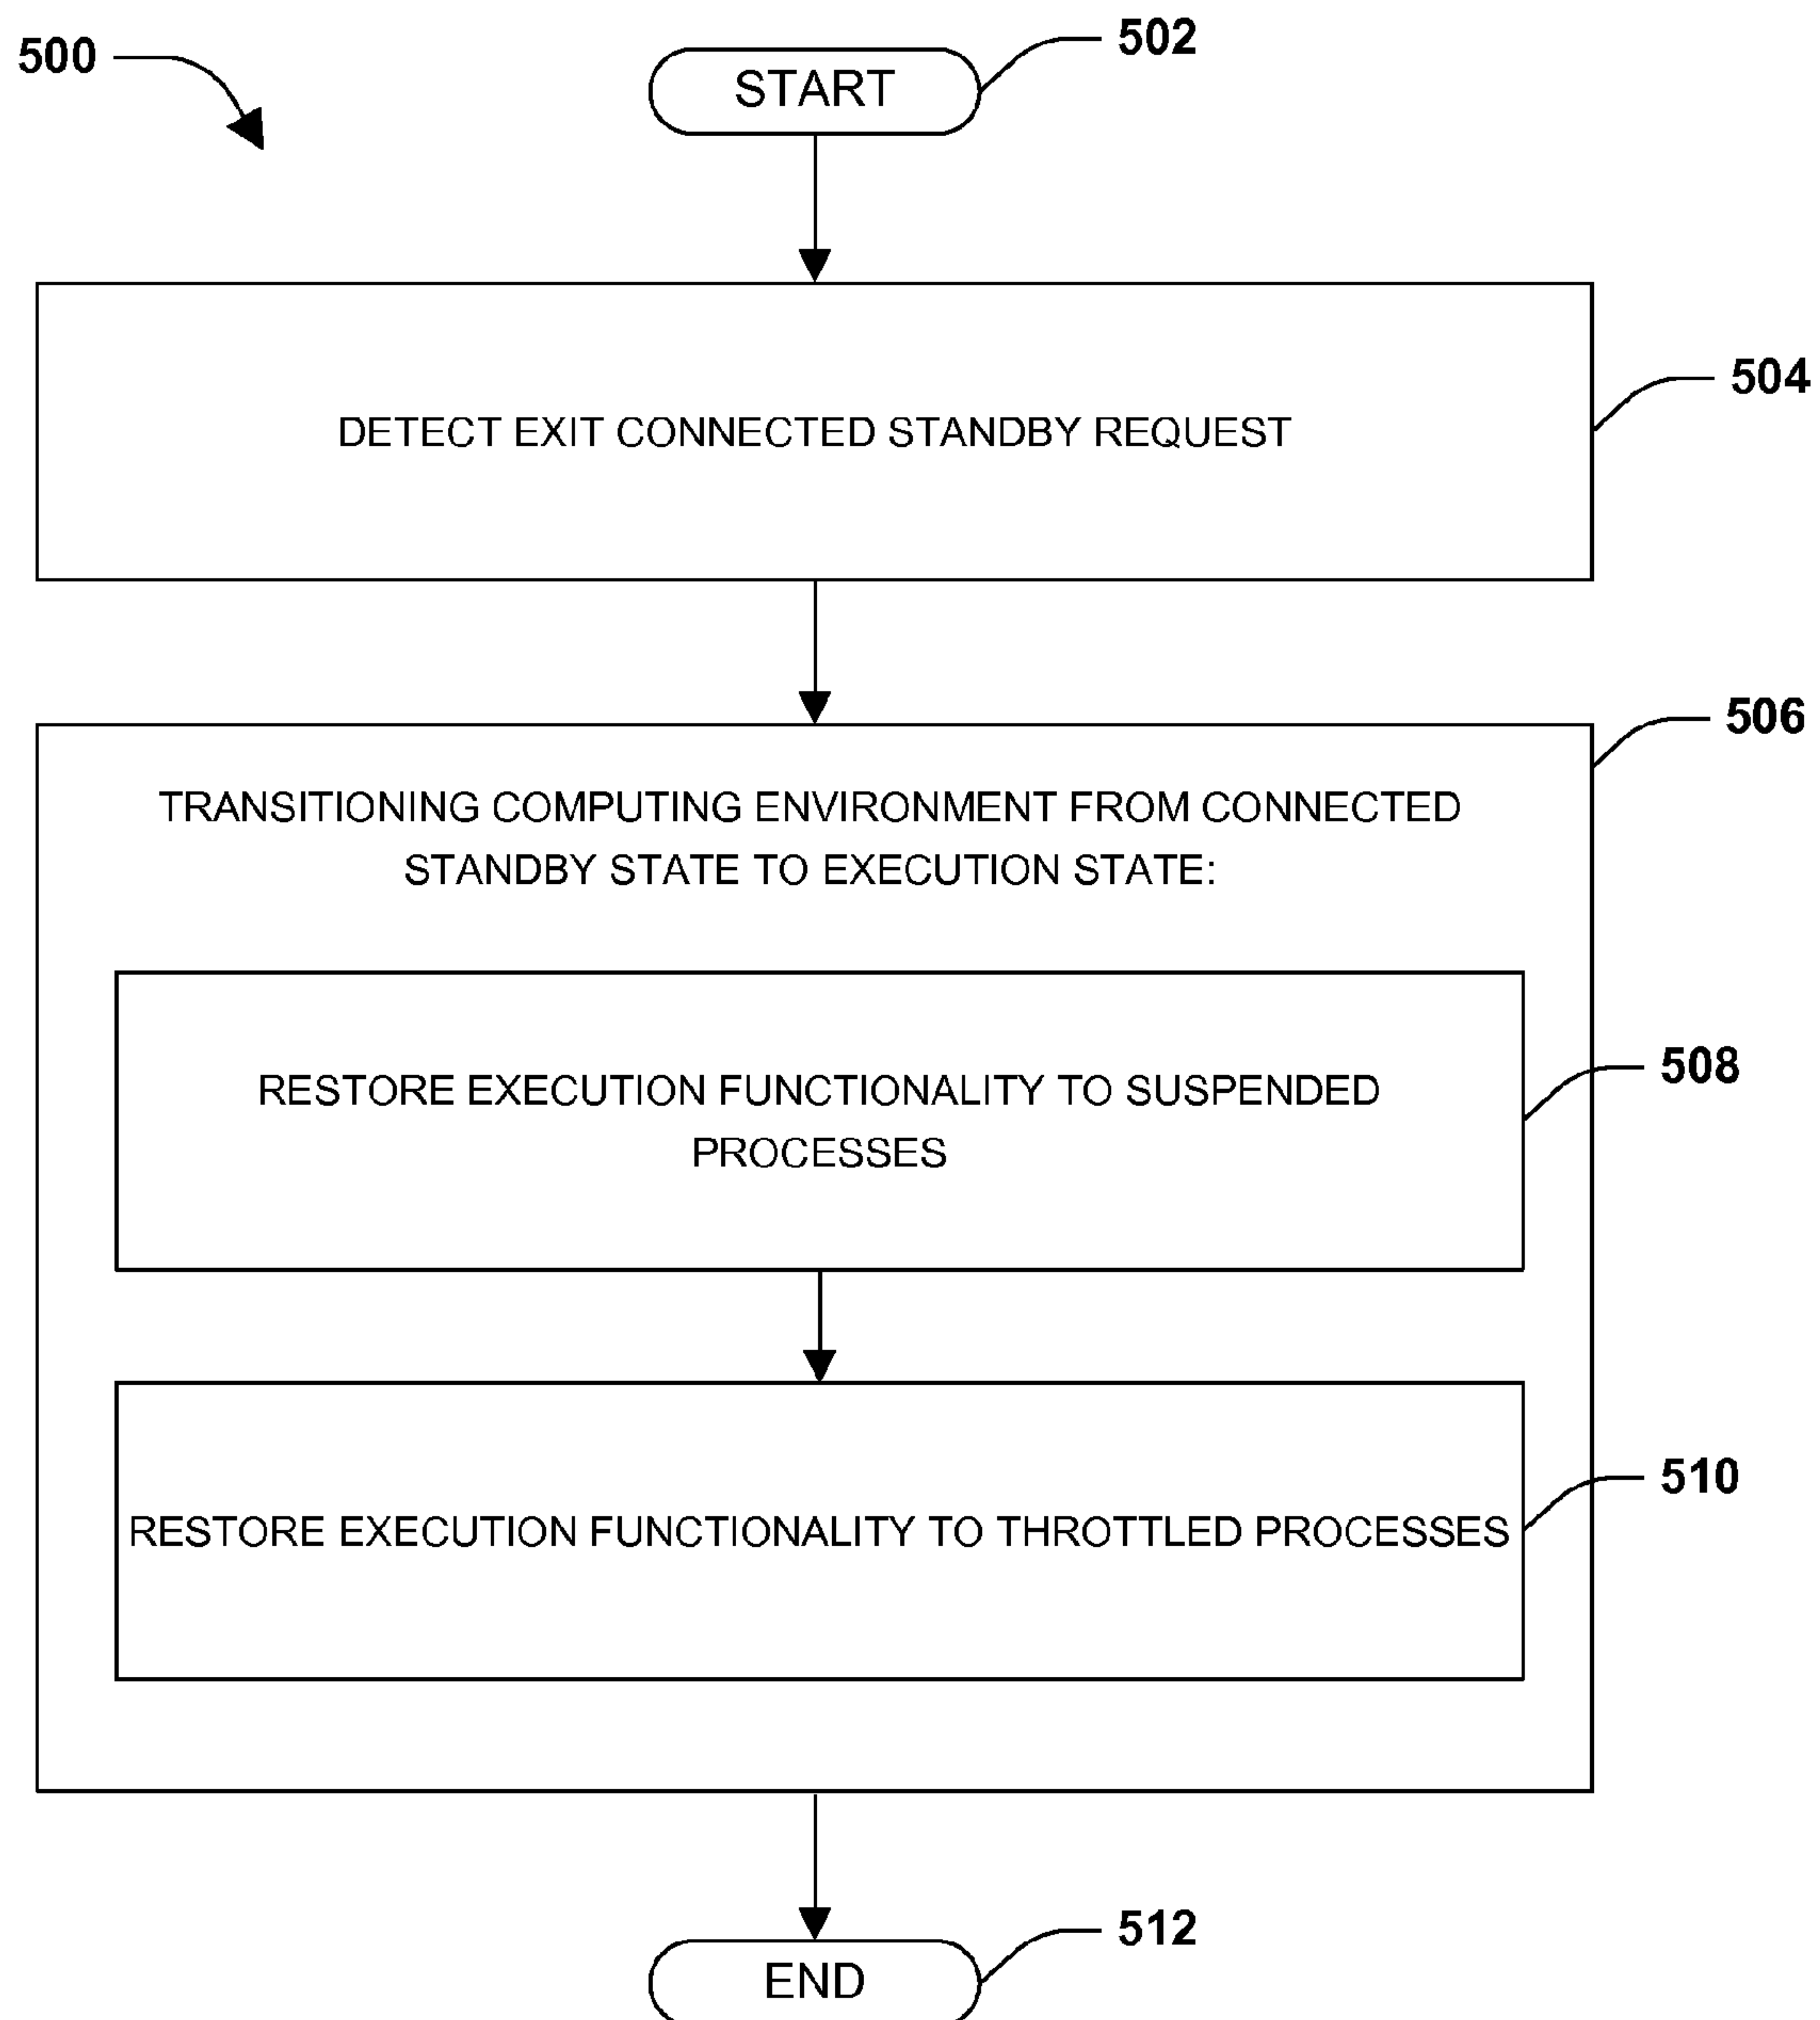 500
502
START
504
DETECT EXIT CONNECTED STANDBY REQUEST
506
TRANSITIONING COMPUTING ENVIRONMENT FROM CONNECTED
STANDBY STATE TO EXECUTION STATE:
508
RESTORE EXECUTION FUNCTIONALITY TO SUSPENDED
PROCESSES
510
RESTORE EXECUTION FUNCTIONALITY TO THROTTLED PROCESSES
512
END